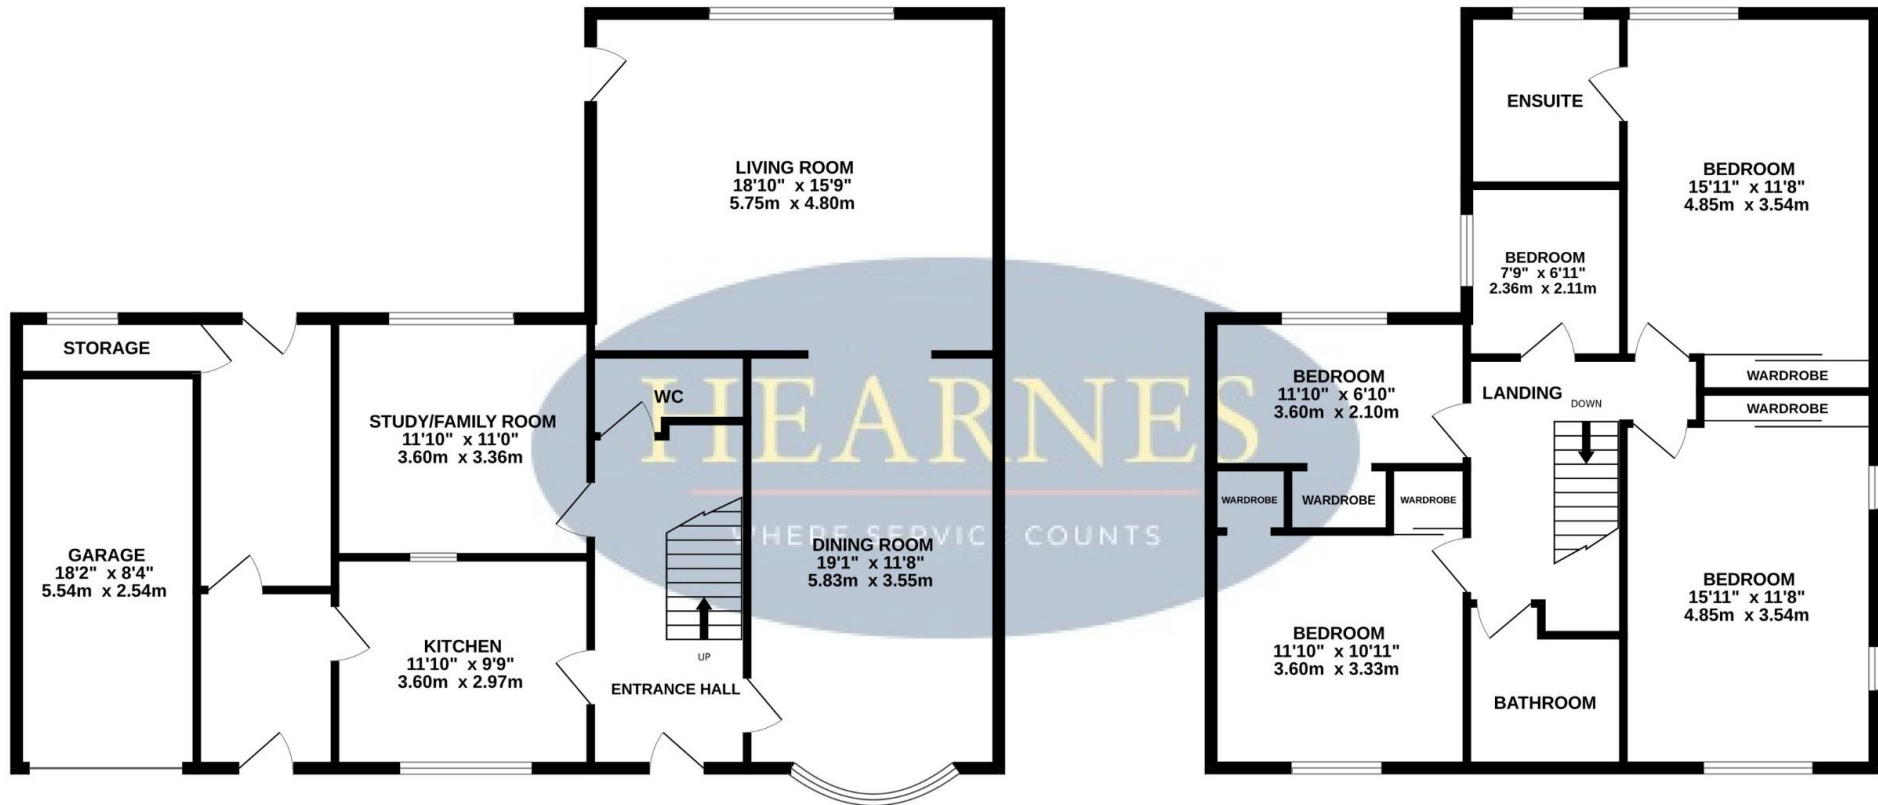 LIVING ROOM
18'10" x 15'9"
5.75m x 4.80m
STORAGE
STUDY/FAMILY ROOM
11'10" x 11'0"
3.60m x 3.36m
WC
GARAGE
18'2" x 8'4"
5.54m x 2.54m
DINING ROOM
19'1" x 11'8"
5.83m x 3.55m
KITCHEN
11'10" x 9'9"
3.60m x 2.97m
UP
ENTRANCE HALL
HEARNES
WHERE SERVICE COUNTS
ENSUITE
BEDROOM
15'11" x 11'8"
4.85m x 3.54m
BEDROOM
7'9" x 6'11"
2.36m x 2.11m
BEDROOM
11'10" x 6'10"
3.60m x 2.10m
LANDING
DOWN
WARDROBE
WARDROBE
WARDROBE
WARDROBE
WARDROBE
BEDROOM
15'11" x 11'8"
4.85m x 3.54m
BEDROOM
11'10" x 10'11"
3.60m x 3.33m
BATHROOM